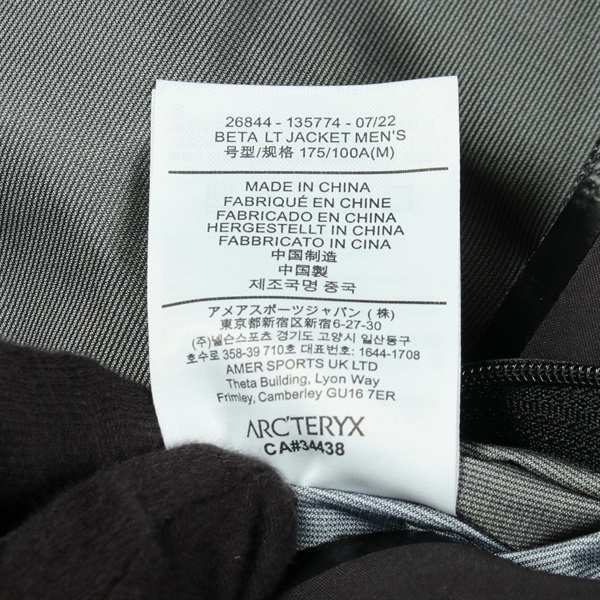 26844 - 135774 - 07/22
BETA LT JACKET MEN'S
号型/规格 175/100A(M)
MADE IN CHINA
FABRIQUÉ EN CHINE
FABRICADO EN CHINA
HERGESTELLT IN CHINA
FABBRICATO IN CINA
中国制造
中国製
제조국명 중국
アメアスポーツジャパン (株)
東京都新宿区新宿6-27-30
(주)넬슨스포츠 경기도 고양시 일산동구
호수로 358-39 710호 대표번호: 1644-1708
AMER SPORTS UK LTD
Theta Building, Lyon Way
Frimley, Camberley GU16 7ER
ARC'TERYX
CA#34438